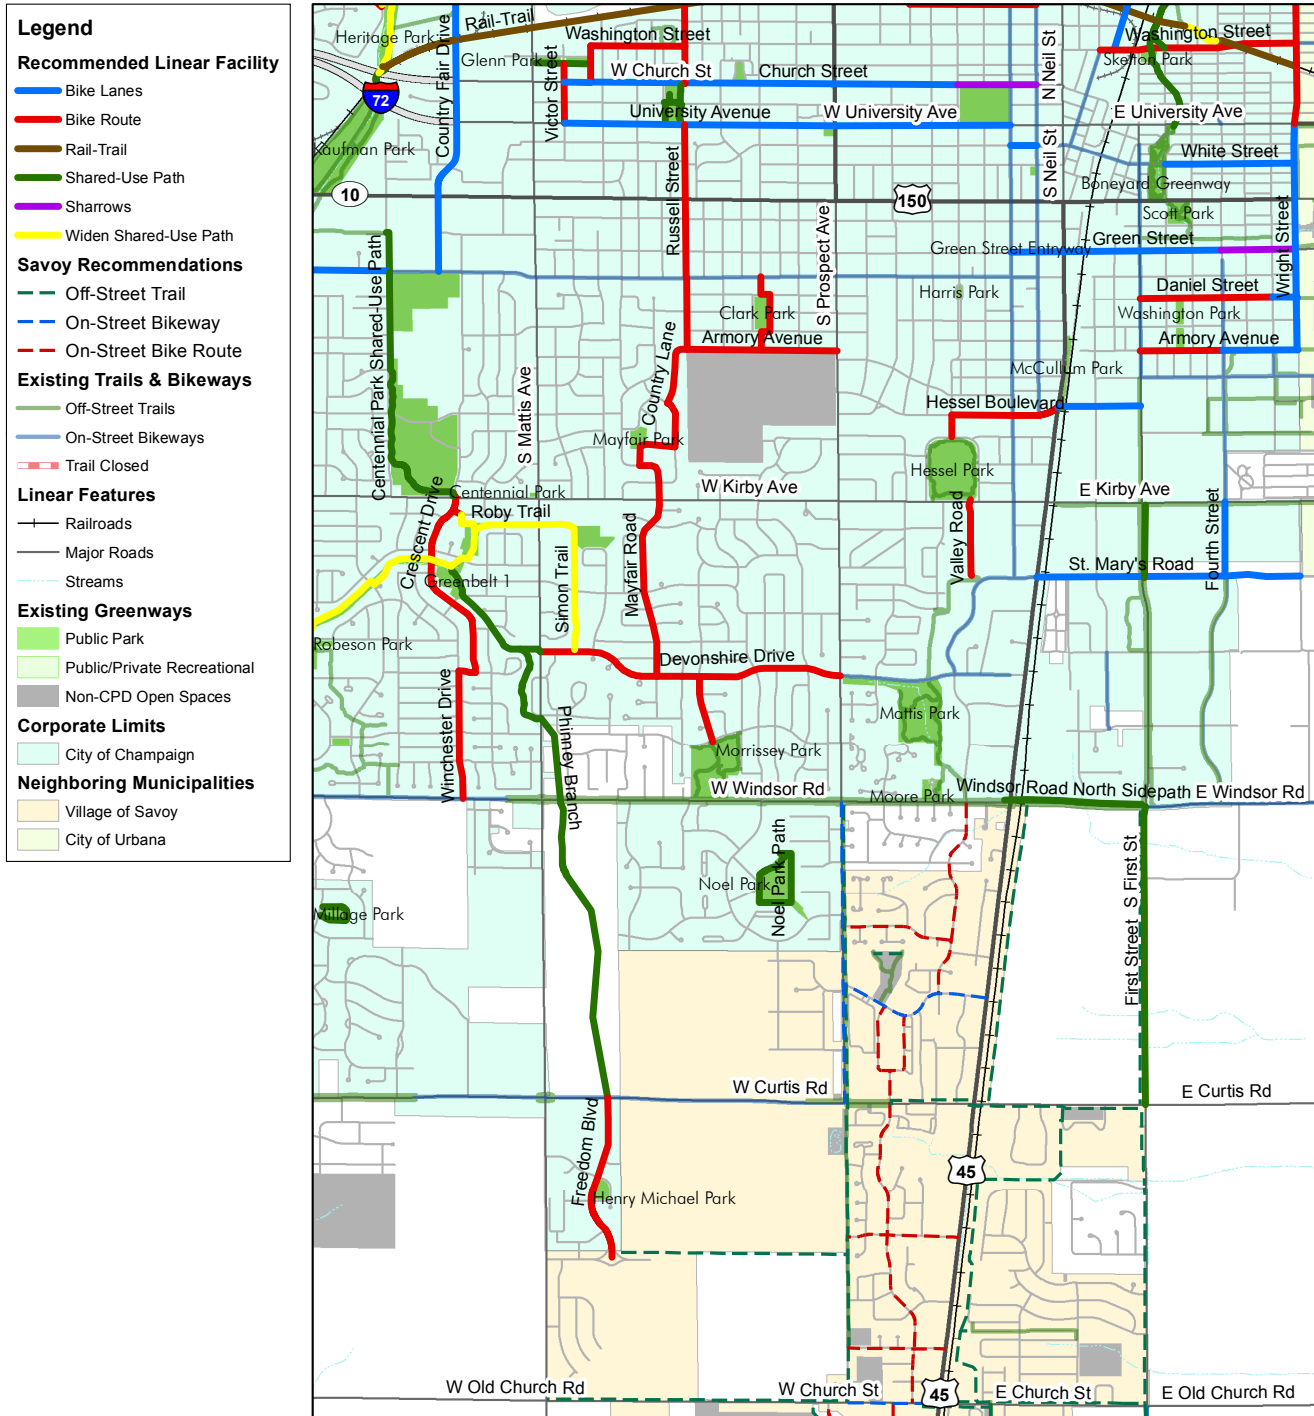 Legend
Recommended Linear Facility
Bike Lanes
Bike Route
Rail-Trail
Shared-Use Path
Sharrows
Widen Shared-Use Path
Savoy Recommendations
Off-Street Trail
On-Street Bikeway
On-Street Bike Route
Existing Trails & Bikeways
Off-Street Trails
On-Street Bikeways
Trail Closed
Linear Features
Railroads
Major Roads
Streams
Existing Greenways
Public Park
Public/Private Recreational
Non-CPD Open Spaces
Corporate Limits
City of Champaign
Neighboring Municipalities
Village of Savoy
City of Urbana
Heritage Park
Country Fair Drive
Rail-Trail
Glenn Park
Washington Street
Victor Street
W Church St
Church Street
N Neil St
Washington Street
Skelton Park
72
University Avenue
W University Ave
E University Ave
Kaufman Park
White Street
10
150
Russell Street
S Neil St
Boneyard Greenway
Scott Park
Centennial Park Shared-Use Path
S Prospect Ave
Green Street Entryway
Green Street
Wright Street
Harris Park
Daniel Street
Clark Park
Washington Park
Armory Avenue
Armory Avenue
Country Lane
McCullum Park
S Mattis Ave
Hessel Boulevard
Mayfair Park
Hessel Park
Centennial Park
W Kirby Ave
E Kirby Ave
Crescent Drive
Roby Trail
Mayfair Road
Valley Road
Fourth Street
Simon Trail
Greenbelt 1
St. Mary's Road
Robeson Park
Devonshire Drive
Winchester Drive
Phinney Branch
Mattis Park
Morrissey Park
W Windsor Rd
Moore Park
Windsor Road North Sidepath
E Windsor Rd
Noel Park
Noel Park Path
Millage Park
First Street
S First St
W Curtis Rd
E Curtis Rd
Freedom Blvd
45
Henry Michael Park
W Old Church Rd
W Church St
45
E Church St
E Old Church Rd